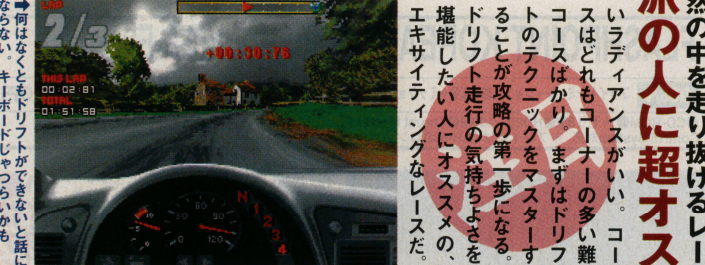 然の中を走り抜けるレー
派の人に超オス
いラディアンスがいい。コー
スはどれもコーナーの多い難
コースばかり。まずはドリフ
トのテクニックをマスターす
ることが攻略の第一歩になる。
ドリフト走行の気持ちよさを
堪能したい人にオススメの、
エキサイティングなレースだ。
LAP
2/3
+00:30:76
THIS LAP
00:02:81
TOTAL
01:51:58
N
1
2
3
4
30
60
90
120
➡何はなくともドリフトができないと話に
ならない。キーボードじゃつらいかも